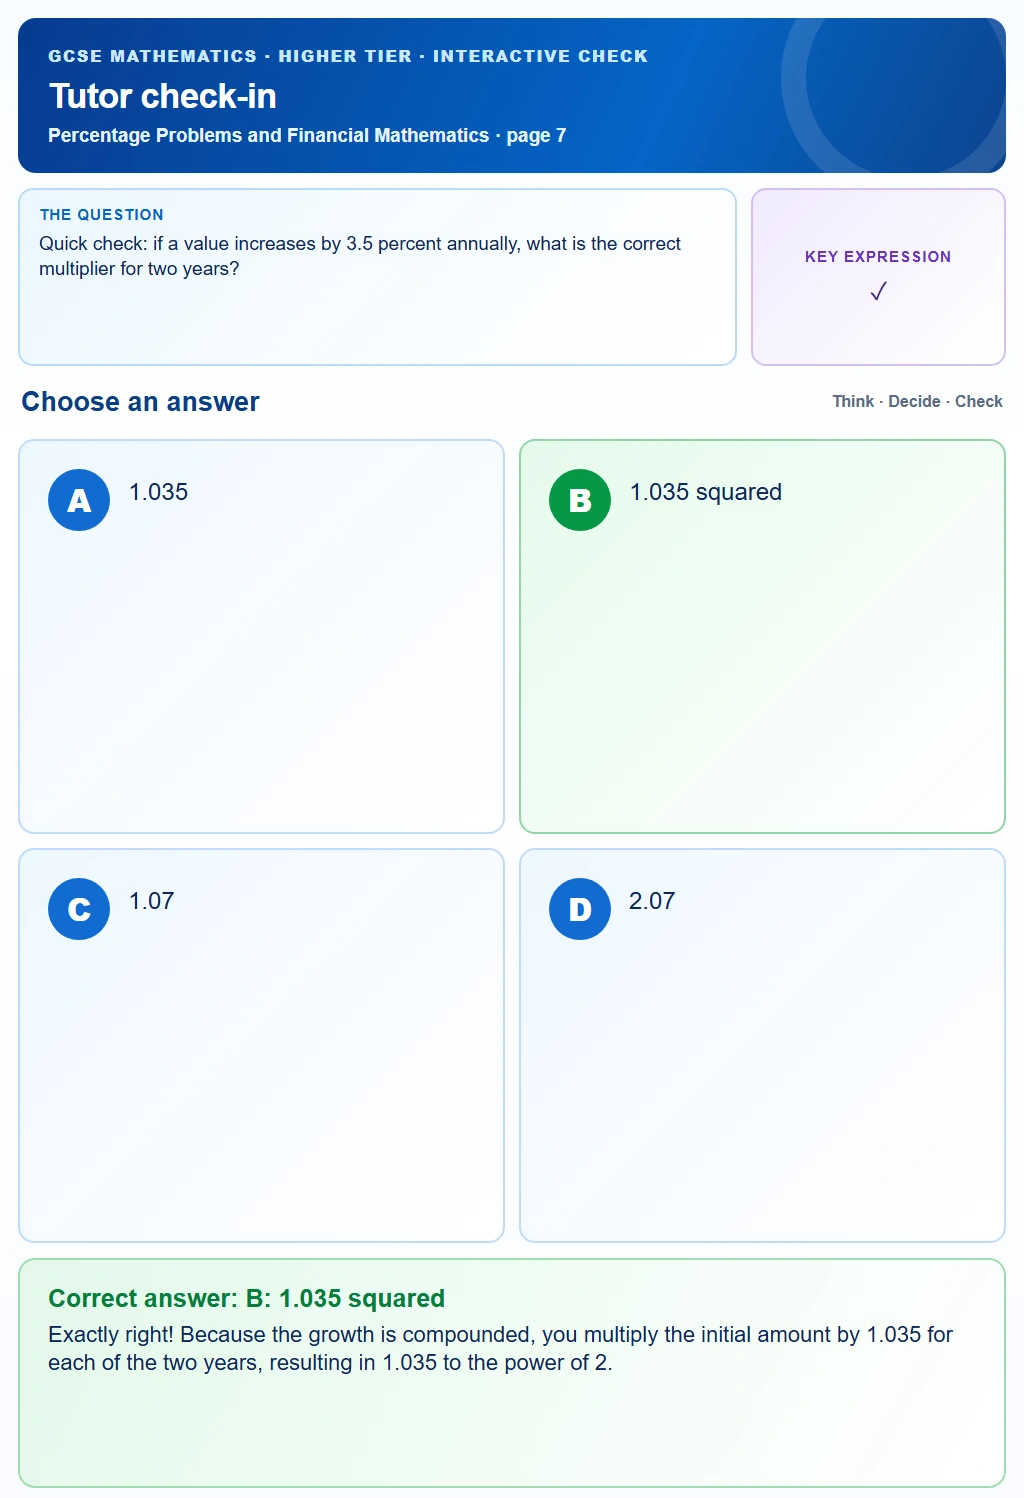 GCSE MATHEMATICS · HIGHER TIER · INTERACTIVE CHECK
Tutor check-in
Percentage Problems and Financial Mathematics · page 7
THE QUESTION
Quick check: if a value increases by 3.5 percent annually, what is the correct
multiplier for two years?
KEY EXPRESSION
✓
Choose an answer
Think · Decide · Check
A
1.035
B
1.035 squared
C
1.07
D
2.07
Correct answer: B: 1.035 squared
Exactly right! Because the growth is compounded, you multiply the initial amount by 1.035 for
each of the two years, resulting in 1.035 to the power of 2.